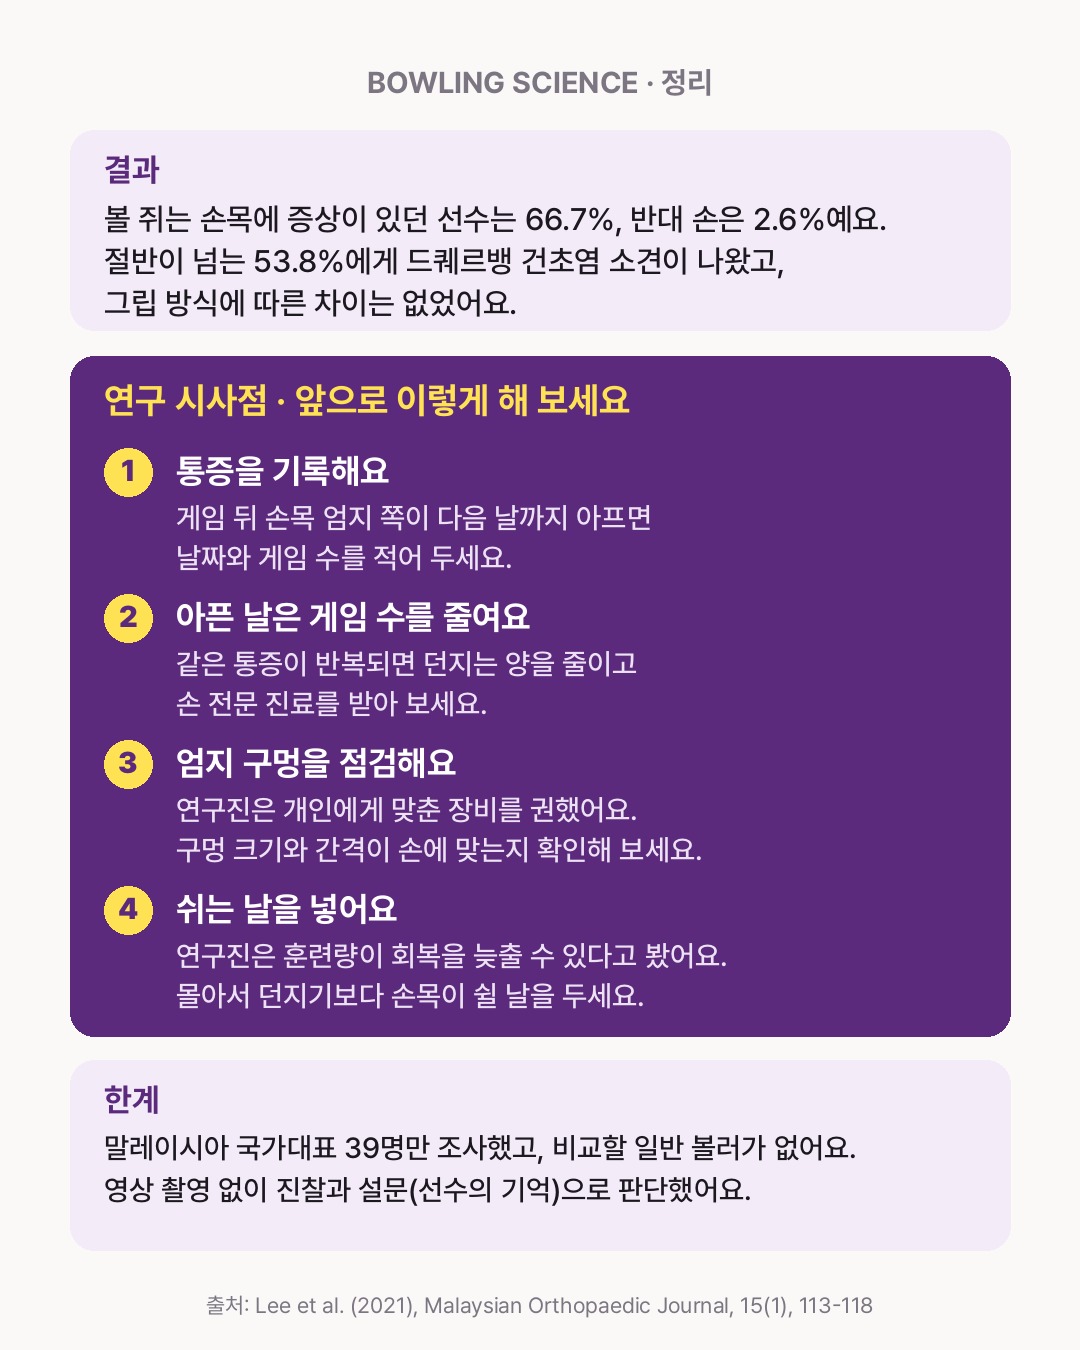 BOWLING SCIENCE · 정리
결과
볼 쥐는 손목에 증상이 있던 선수는 66.7%, 반대 손은 2.6%예요.
절반이 넘는 53.8%에게 드퀘르뱅 건초염 소견이 나왔고,
그립 방식에 따른 차이는 없었어요.
연구 시사점 · 앞으로 이렇게 해 보세요
1 통증을 기록해요
게임 뒤 손목 엄지 쪽이 다음 날까지 아프면
날짜와 게임 수를 적어 두세요.
2 아픈 날은 게임 수를 줄여요
같은 통증이 반복되면 던지는 양을 줄이고
손 전문 진료를 받아 보세요.
3 엄지 구멍을 점검해요
연구진은 개인에게 맞춘 장비를 권했어요.
구멍 크기와 간격이 손에 맞는지 확인해 보세요.
4 쉬는 날을 넣어요
연구진은 훈련량이 회복을 늦출 수 있다고 봤어요.
몰아서 던지기보다 손목이 쉴 날을 두세요.
한계
말레이시아 국가대표 39명만 조사했고, 비교할 일반 볼러가 없어요.
영상 촬영 없이 진찰과 설문(선수의 기억)으로 판단했어요.
출처: Lee et al. (2021), Malaysian Orthopaedic Journal, 15(1), 113-118